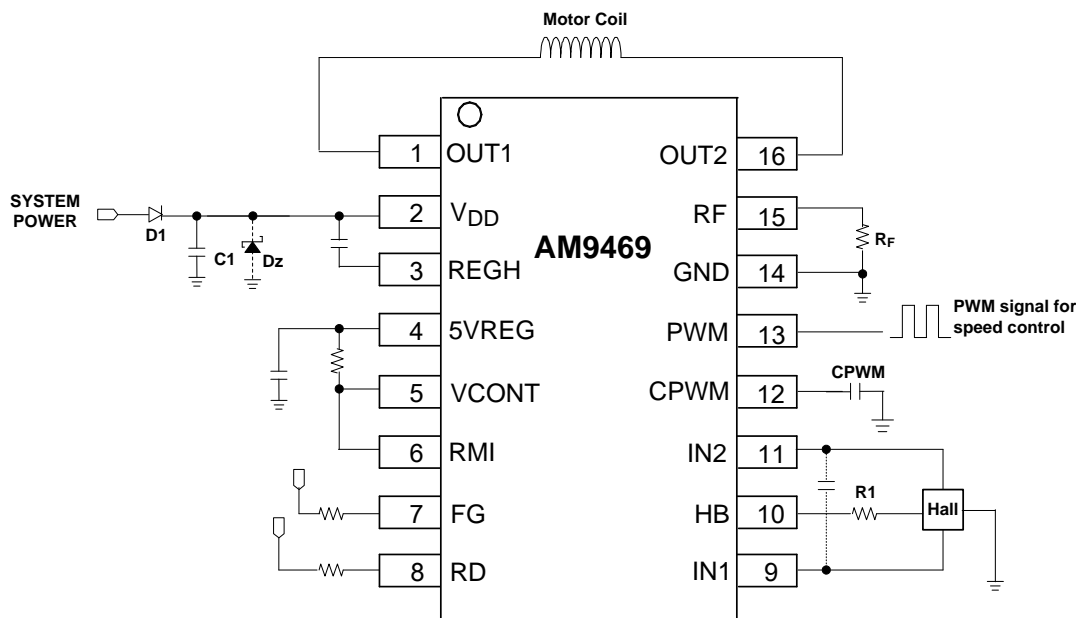 Motor Coil
1 OUT1
OUT2 16
SYSTEM
POWER
D1
C1
Dz
2 VDD
RF 15
RF
AM9469
3 REGH
GND 14
4 5VREG
PWM 13
PWM signal for
speed control
5 VCONT
CPWM 12
CPWM
6 RMI
IN2 11
7 FG
HB 10
R1
Hall
8 RD
IN1 9